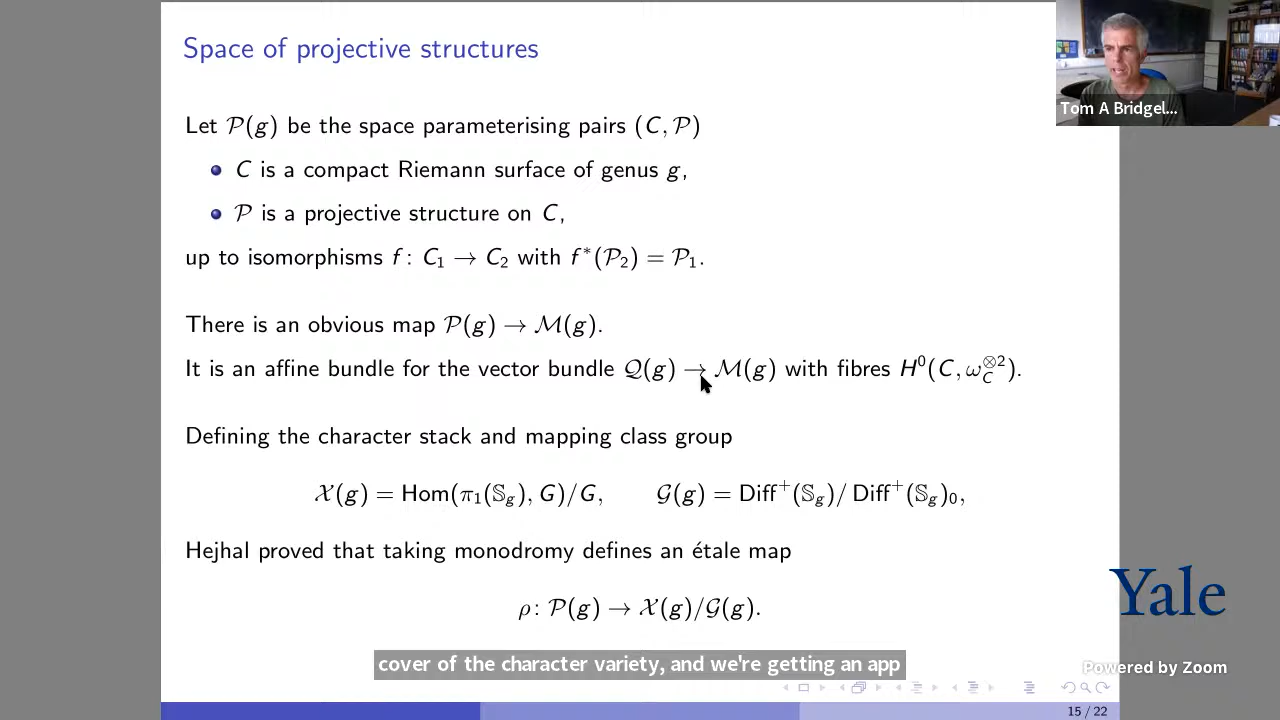 Space of projective structures
Let 𝒫(g) be the space parameterising pairs (C, 𝒫)
C is a compact Riemann surface of genus g,
𝒫 is a projective structure on C,
up to isomorphisms f : C₁ → C₂ with f*(𝒫₂) = 𝒫₁.
There is an obvious map 𝒫(g) → ℳ(g).
It is an affine bundle for the vector bundle 𝒬(g) → ℳ(g) with fibres H⁰(C, ω_C^{⊗2}).
Defining the character stack and mapping class group
𝒳(g) = Hom(π₁(𝕊_g), G)/G, 𝒢(g) = Diff⁺(𝕊_g)/ Diff⁺(𝕊_g)₀,
Hejhal proved that taking monodromy defines an étale map
ρ : 𝒫(g) → 𝒳(g)/𝒢(g).
cover of the character variety, and we're getting an app
15 / 22
Tom A Bridgel...
Yale
Powered by Zoom